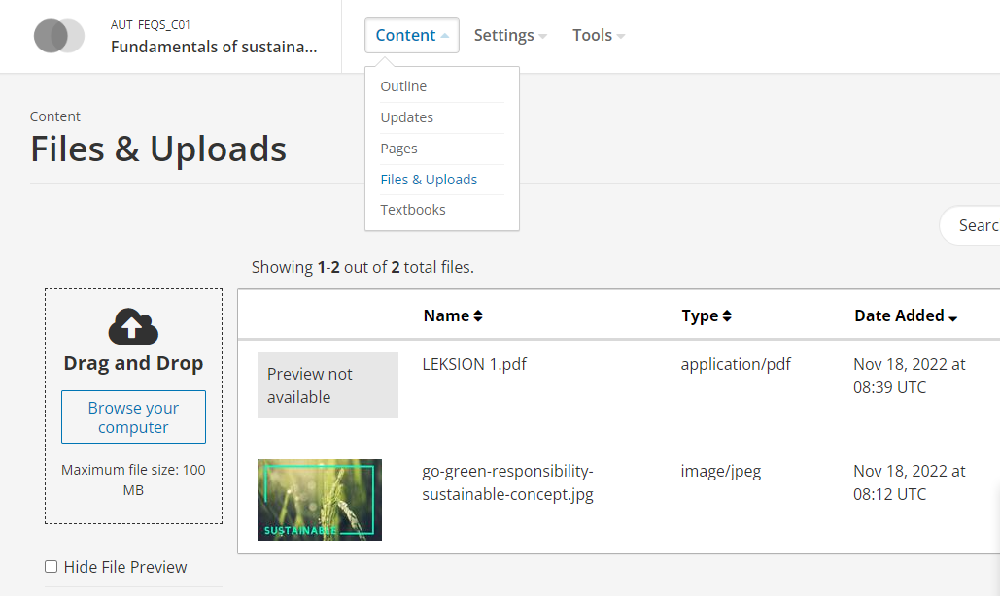 AUT_FEQS_C01
Fundamentals of sustaina...
Content
Settings
Tools
Outline
Updates
Pages
Files & Uploads
Textbooks
Content
Files & Uploads
Searc
Showing 1-2 out of 2 total files.
Drag and Drop
Browse your
computer
Maximum file size: 100
MB
Hide File Preview
Name
Type
Date Added
Preview not
available
LEKSION 1.pdf
application/pdf
Nov 18, 2022 at
08:39 UTC
SUSTAINABLE
go-green-responsibility-
sustainable-concept.jpg
image/jpeg
Nov 18, 2022 at
08:12 UTC